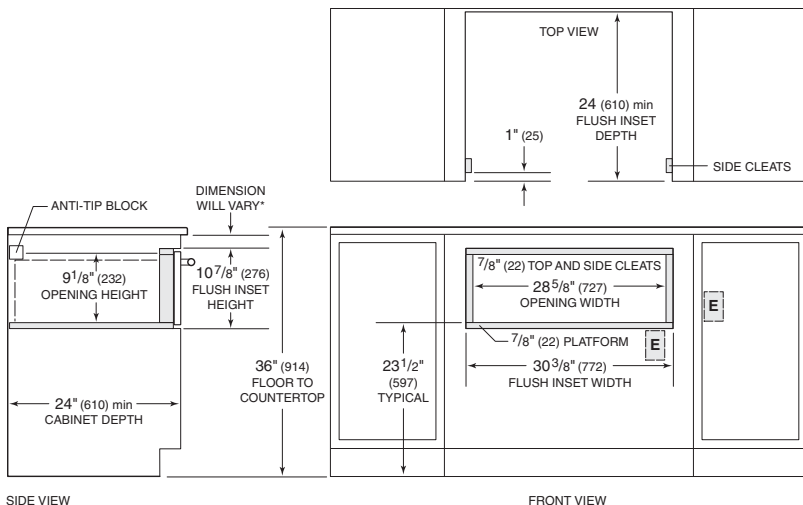 TOP VIEW
24 (610) min
FLUSH INSET
DEPTH
1" (25)
SIDE CLEATS
ANTI-TIP BLOCK
DIMENSION
WILL VARY*
9 1/8" (232)
OPENING HEIGHT
10 7/8" (276)
FLUSH INSET
HEIGHT
36" (914)
FLOOR TO
COUNTERTOP
24" (610) min
CABINET DEPTH
SIDE VIEW
7/8" (22) TOP AND SIDE CLEATS
28 5/8" (727)
OPENING WIDTH
E
7/8" (22) PLATFORM
E
23 1/2"
(597)
TYPICAL
30 3/8" (772)
FLUSH INSET WIDTH
FRONT VIEW